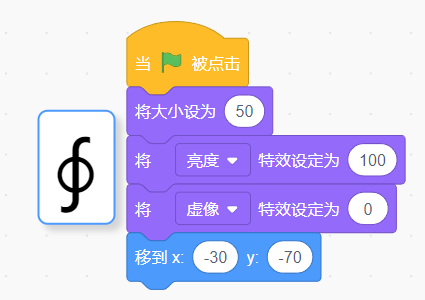 当 被点击
将大小设为 50
∮
将 亮度 特效设定为 100
将 虚像 特效设定为 0
移到 x: -30 y: -70